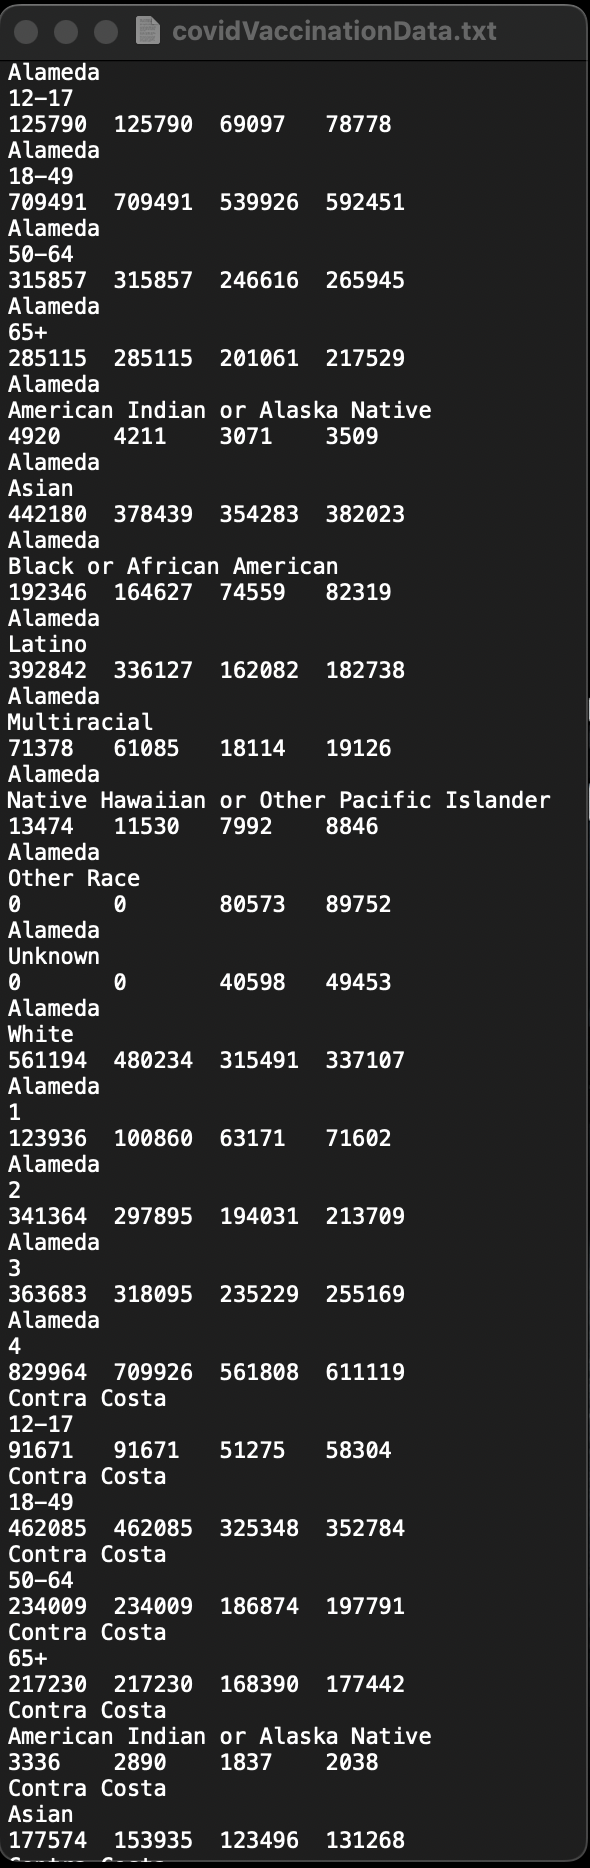 covidVaccinationData.txt
Alameda
12-17
125790 125790 69097 78778
Alameda
18-49
709491 709491 539926 592451
Alameda
50-64
315857 315857 246616 265945
Alameda
65+
285115 285115 201061 217529
Alameda
American Indian or Alaska Native
4920 4211 3071 3509
Alameda
Asian
442180 378439 354283 382023
Alameda
Black or African American
192346 164627 74559 82319
Alameda
Latino
392842 336127 162082 182738
Alameda
Multiracial
71378 61085 18114 19126
Alameda
Native Hawaiian or Other Pacific Islander
13474 11530 7992 8846
Alameda
Other Race
0 0 80573 89752
Alameda
Unknown
0 0 40598 49453
Alameda
White
561194 480234 315491 337107
Alameda
1
123936 100860 63171 71602
Alameda
2
341364 297895 194031 213709
Alameda
3
363683 318095 235229 255169
Alameda
4
829964 709926 561808 611119
Contra Costa
12-17
91671 91671 51275 58304
Contra Costa
18-49
462085 462085 325348 352784
Contra Costa
50-64
234009 234009 186874 197791
Contra Costa
65+
217230 217230 168390 177442
Contra Costa
American Indian or Alaska Native
3336 2890 1837 2038
Contra Costa
Asian
177574 153935 123496 131268